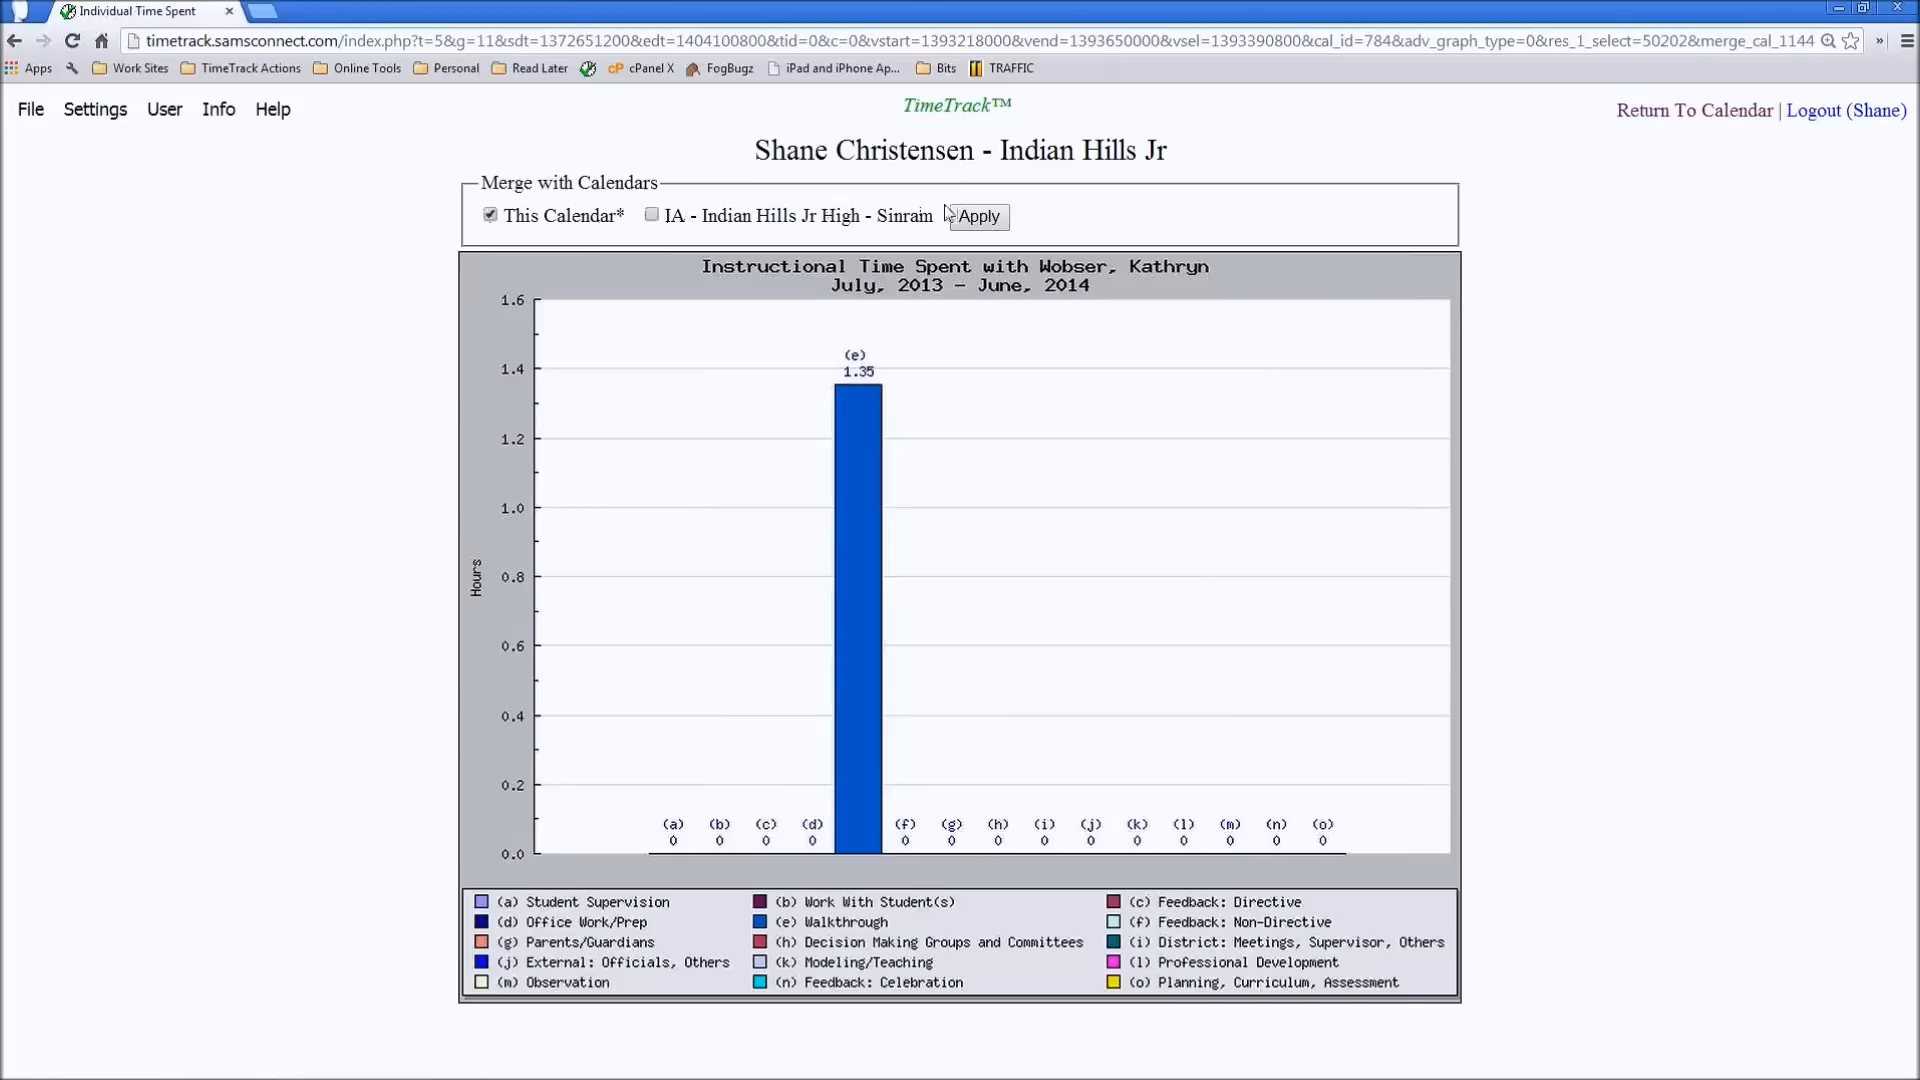 Individual Time Spent
timetrack.samsconnect.com/index.php?t=5&g=11&sdt=1372651200&edt=1404100800&tid=0&c=0&vstart=1393218000&vend=1393650000&vsel=1393390800&cal_id=784&adv_graph_type=0&res_1_select=50202&merge_cal_1144
Apps Work Sites TimeTrack Actions Online Tools Personal Read Later cP cPanel X FogBugz iPad and iPhone Ap... Bits TRAFFIC »
File Settings User Info Help
TimeTrack™
Return To Calendar | Logout (Shane)
Shane Christensen - Indian Hills Jr
Merge with Calendars
This Calendar* IA - Indian Hills Jr High - Sinram Apply
Instructional Time Spent with Wobser, Kathryn
July, 2013 - June, 2014
1.6
1.4
1.2
1.0
0.8
0.6
0.4
0.2
0.0
Hours
(e)
1.35
(a) (b) (c) (d) (f) (g) (h) (i) (j) (k) (l) (m) (n) (o)
0 0 0 0 0 0 0 0 0 0 0 0 0 0
(a) Student Supervision (b) Work With Student(s) (c) Feedback: Directive
(d) Office Work/Prep (e) Walkthrough (f) Feedback: Non-Directive
(g) Parents/Guardians (h) Decision Making Groups and Committees (i) District: Meetings, Supervisor, Others
(j) External: Officials, Others (k) Modeling/Teaching (l) Professional Development
(m) Observation (n) Feedback: Celebration (o) Planning, Curriculum, Assessment